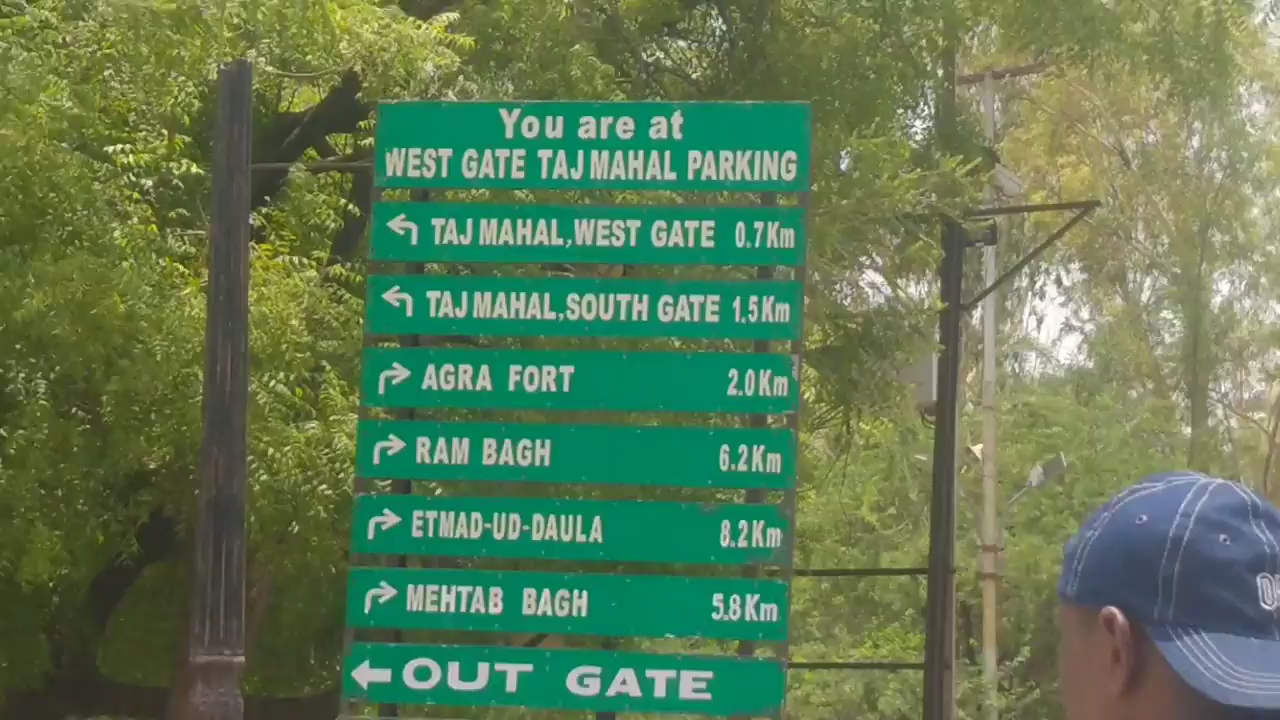 You are at
WEST GATE TAJ MAHAL PARKING
TAJ MAHAL,WEST GATE 0.7Km
TAJ MAHAL,SOUTH GATE 1.5Km
AGRA FORT 2.0Km
RAM BAGH 6.2Km
ETMAD-UD-DAULA 8.2Km
MEHTAB BAGH 5.8Km
OUT GATE